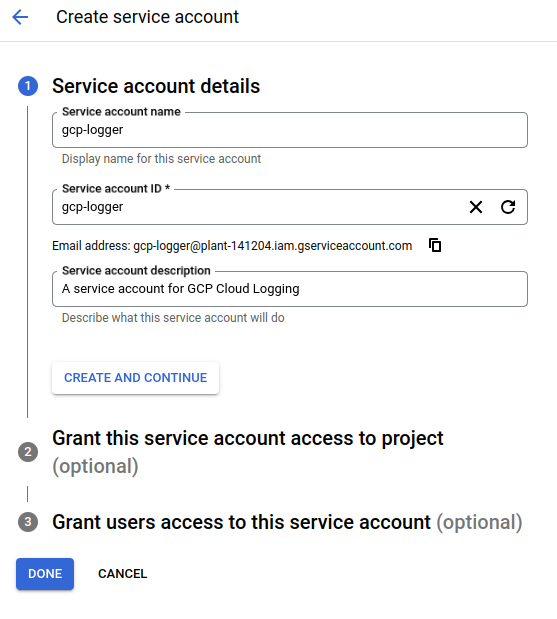 Create service account
1
Service account details
Service account name
gcp-logger
Display name for this service account
Service account ID *
gcp-logger
Email address: gcp-logger@plant-141204.iam.gserviceaccount.com
Service account description
A service account for GCP Cloud Logging
Describe what this service account will do
CREATE AND CONTINUE
2
Grant this service account access to project
(optional)
3
Grant users access to this service account (optional)
DONE
CANCEL